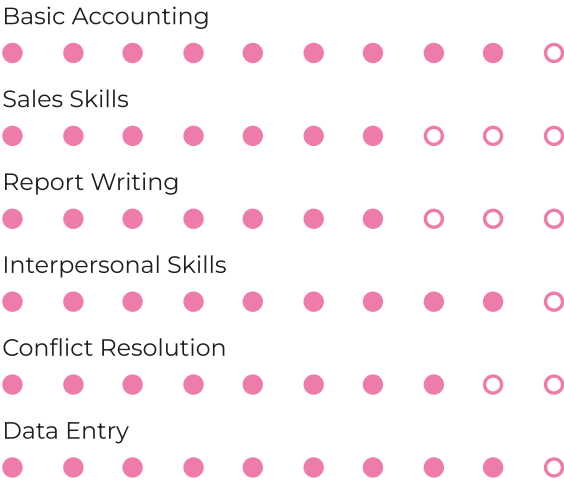 Basic Accounting
Sales Skills
Report Writing
Interpersonal Skills
Conflict Resolution
Data Entry